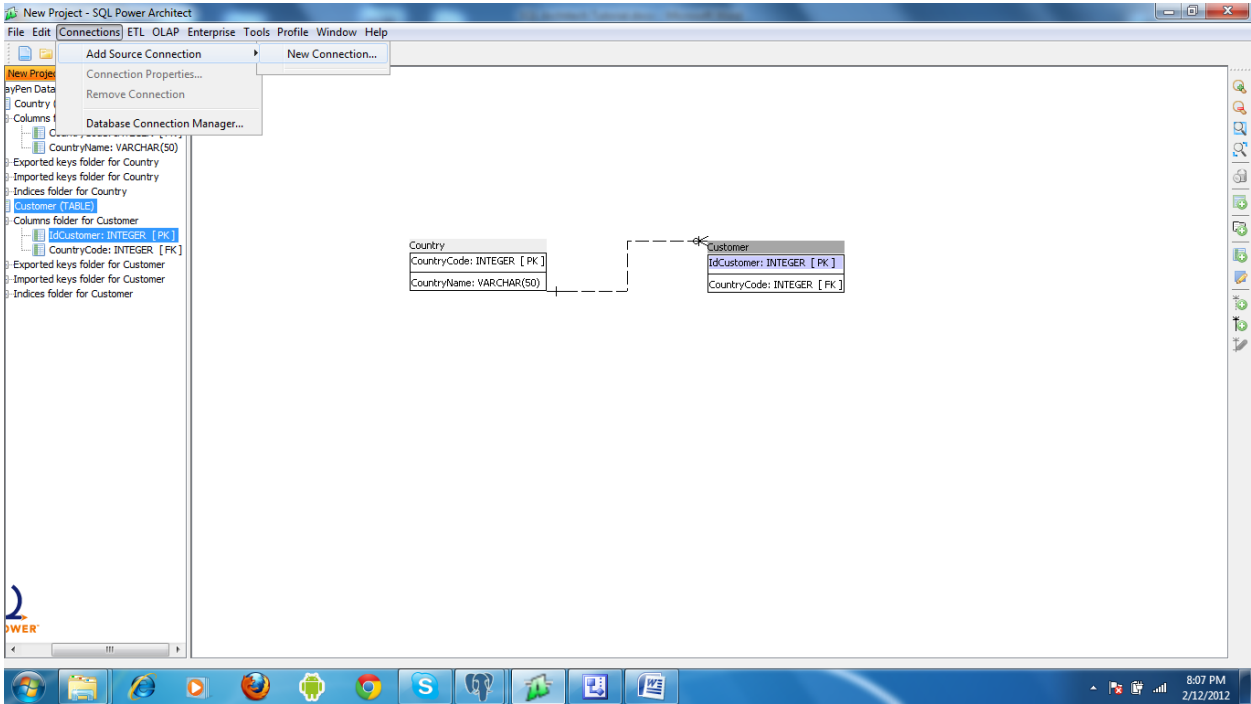 New Project - SQL Power Architect
File Edit Connections ETL OLAP Enterprise Tools Profile Window Help
Add Source Connection
New Connection...
Connection Properties...
Remove Connection
Database Connection Manager...
New Projec
ayPen Data
Country (
Columns f
CountryName: VARCHAR(50)
Exported keys folder for Country
Imported keys folder for Country
Indices folder for Country
Customer (TABLE)
Columns folder for Customer
IdCustomer: INTEGER [ PK ]
CountryCode: INTEGER [ FK ]
Exported keys folder for Customer
Imported keys folder for Customer
Indices folder for Customer
Country
CountryCode: INTEGER [ PK ]
CountryName: VARCHAR(50)
Customer
IdCustomer: INTEGER [ PK ]
CountryCode: INTEGER [ FK ]
OWER
8:07 PM
2/12/2012